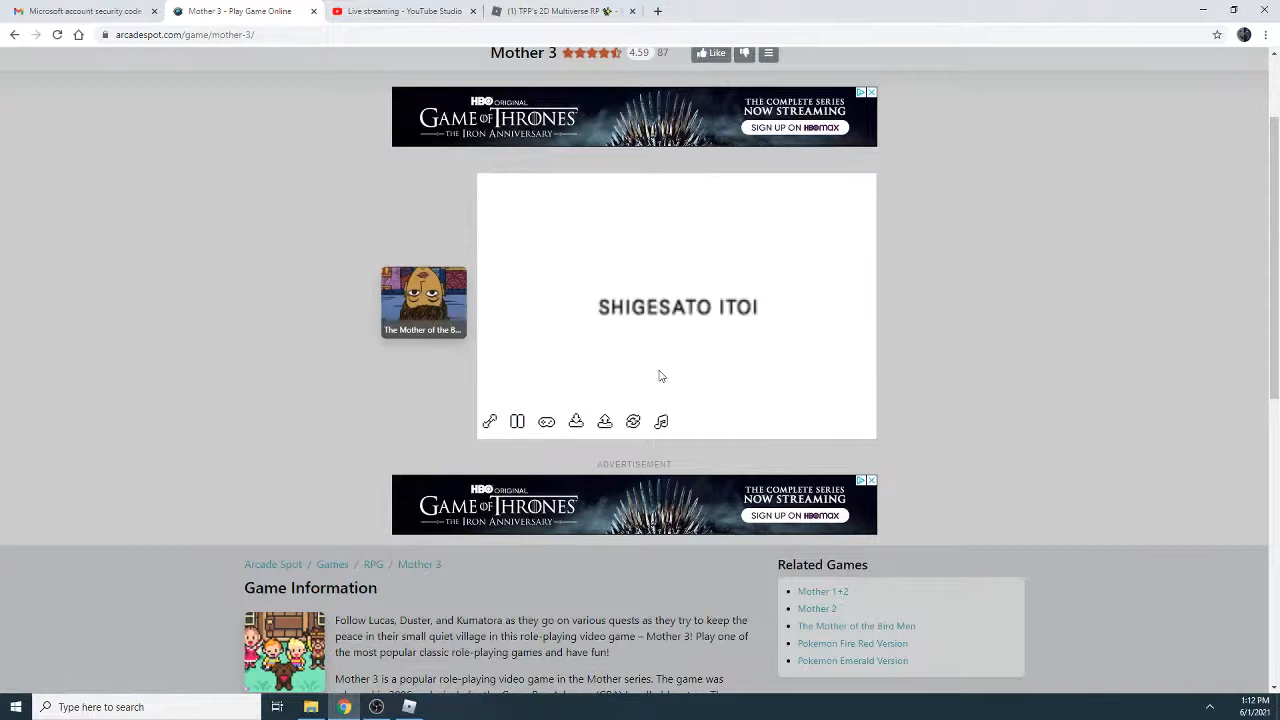 Microsoft account security code
Mother 3 - Play Game Online
Live streaming - YouTube Studio
(1) TPP's 2D Multiverse RP
arcadespot.com/game/mother-3/
Mother 3 4.59 87 Like
HBO ORIGINAL
GAME OF THRONES
THE IRON ANNIVERSARY
THE COMPLETE SERIES
NOW STREAMING
SIGN UP ON HBOMAX
SHIGESATO ITOI
The Mother of the B...
ADVERTISEMENT
HBO ORIGINAL
GAME OF THRONES
THE IRON ANNIVERSARY
THE COMPLETE SERIES
NOW STREAMING
SIGN UP ON HBOMAX
Arcade Spot / Games / RPG / Mother 3
Game Information
Follow Lucas, Duster, and Kumatora as they go on various quests as they try to keep the
peace in their small quiet village in this role-playing video game – Mother 3! Play one of
the most popular classic role-playing games and have fun!
Mother 3 is a popular role-playing video game in the Mother series. The game was
Related Games
Mother 1+2
Mother 2
The Mother of the Bird Men
Pokemon Fire Red Version
Pokemon Emerald Version
Type here to search
1:12 PM
6/1/2021